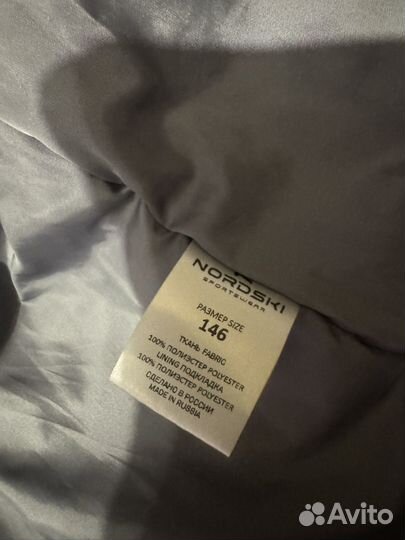 NORDSKI
SPORTSWEAR
РАЗМЕР SIZE
146
ТКАНЬ FABRIC
100% ПОЛИЭСТЕР POLYESTER
LINING ПОДКЛАДКА
100% ПОЛИЭСТЕР POLYESTER
СДЕЛАНО В РОССИИ
MADE IN RUSSIA
Avito